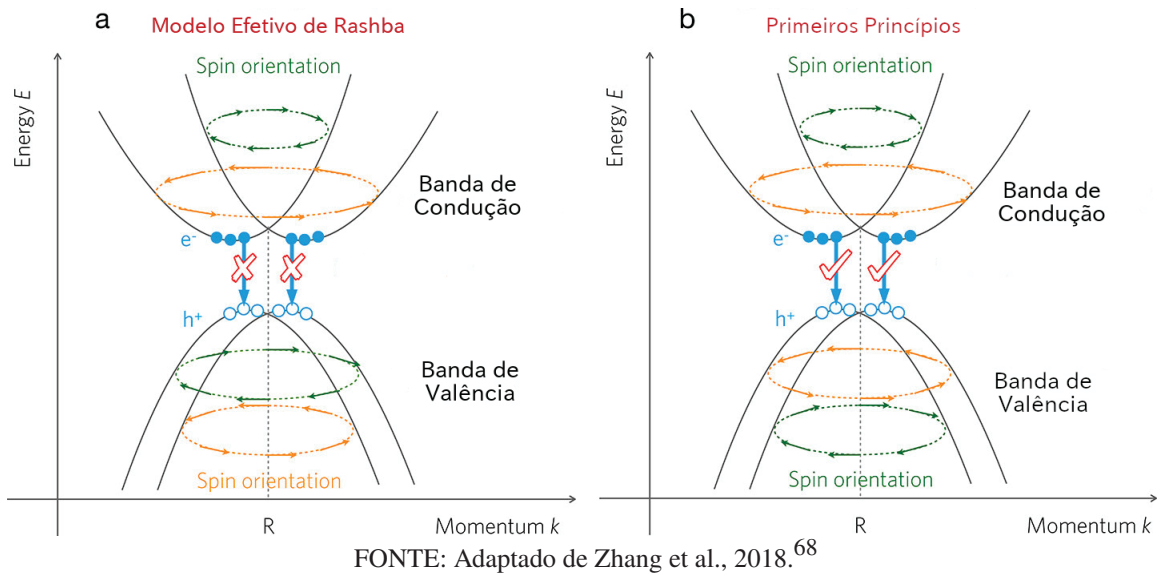 a
Modelo Efetivo de Rashba
Spin orientation
Energy E
Banda de
Condução
e-
h+
Banda de
Valência
Spin orientation
R
Momentum k
b
Primeiros Princípios
Spin orientation
Energy E
Banda de
Condução
e-
h+
Banda de
Valência
Spin orientation
R
Momentum k
FONTE: Adaptado de Zhang et al., 2018.68